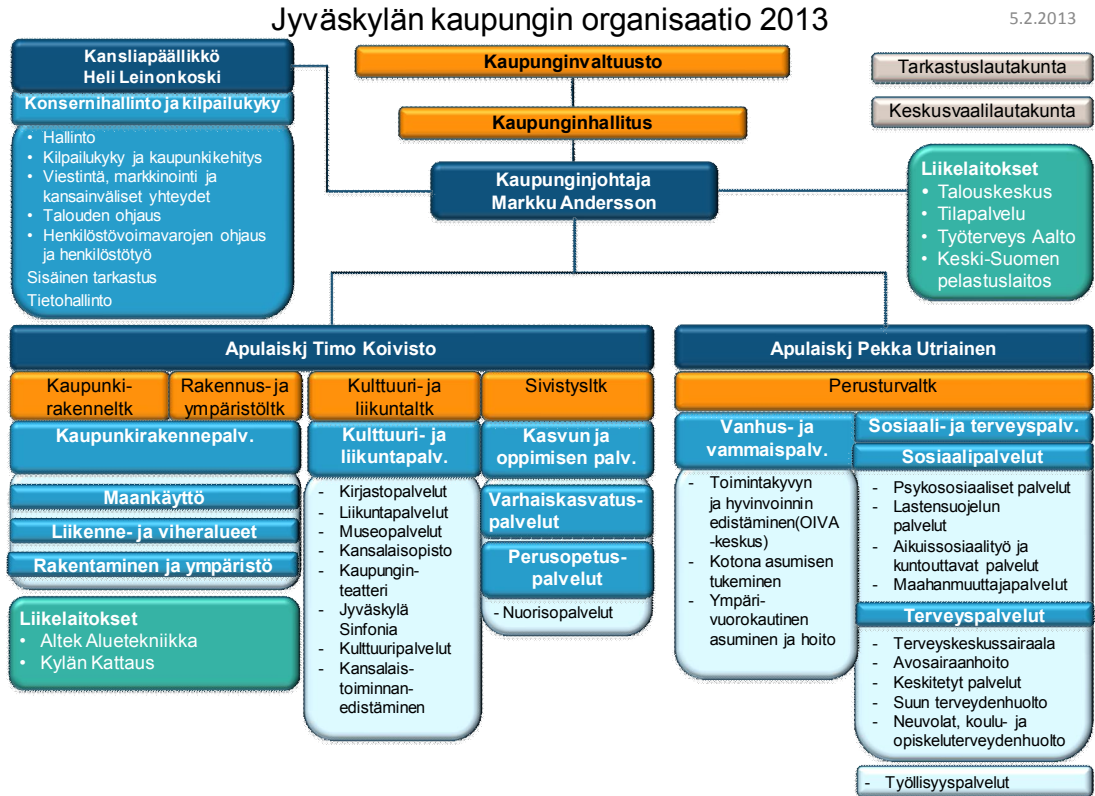 Jyväskylän kaupungin organisaatio 2013
5.2.2013
Kansliapäällikkö
Heli Leinonkoski
Konsernihallinto ja kilpailukyky
• Hallinto
• Kilpailukyky ja kaupunkikehitys
• Viestintä, markkinointi ja
kansainväliset yhteydet
• Talouden ohjaus
• Henkilöstövoimavarojen ohjaus
ja henkilöstötyö
Sisäinen tarkastus
Tietohallinto
Kaupunginvaltuusto
Kaupunginhallitus
Kaupunginjohtaja
Markku Andersson
Tarkastuslautakunta
Keskusvaalilautakunta
Liikelaitokset
• Talouskeskus
• Tilapalvelu
• Työterveys Aalto
• Keski-Suomen
pelastuslaitos
Apulaiskj Timo Koivisto
Kaupunki-
rakenneltk
Rakennus- ja
ympäristöltk
Kulttuuri- ja
liikuntaltk
Sivistysltk
Kaupunkirakennepalv.
Maankäyttö
Liikenne- ja viheralueet
Rakentaminen ja ympäristö
Liikelaitokset
• Altek Aluetekniikka
• Kylän Kattaus
Kulttuuri- ja
liikuntapalv.
- Kirjastopalvelut
- Liikuntapalvelut
- Museopalvelut
- Kansalaisopisto
- Kaupungin-
teatteri
- Jyväskylä
Sinfonia
- Kulttuuripalvelut
- Kansalais-
toiminnan-
edistäminen
Kasvun ja
oppimisen palv.
Varhaiskasvatus-
palvelut
Perusopetus-
palvelut
- Nuorisopalvelut
Apulaiskj Pekka Utriainen
Perusturvaltk
Vanhus- ja
vammaispalv.
- Toimintakyvyn
ja hyvinvoinnin
edistäminen(OIVA
-keskus)
- Kotona asumisen
tukeminen
- Ympäri-
vuorokautinen
asuminen ja hoito
Sosiaali- ja terveyspalv.
Sosiaalipalvelut
- Psykososiaaliset palvelut
- Lastensuojelun
palvelut
- Aikuissosiaalityö ja
kuntouttavat palvelut
- Maahanmuuttajapalvelut
Terveyspalvelut
- Terveyskeskussairaala
- Avosairaanhoito
- Keskitetyt palvelut
- Suun terveydenhuolto
- Neuvolat, koulu- ja
opiskeluterveydenhuolto
- Työllisyyspalvelut